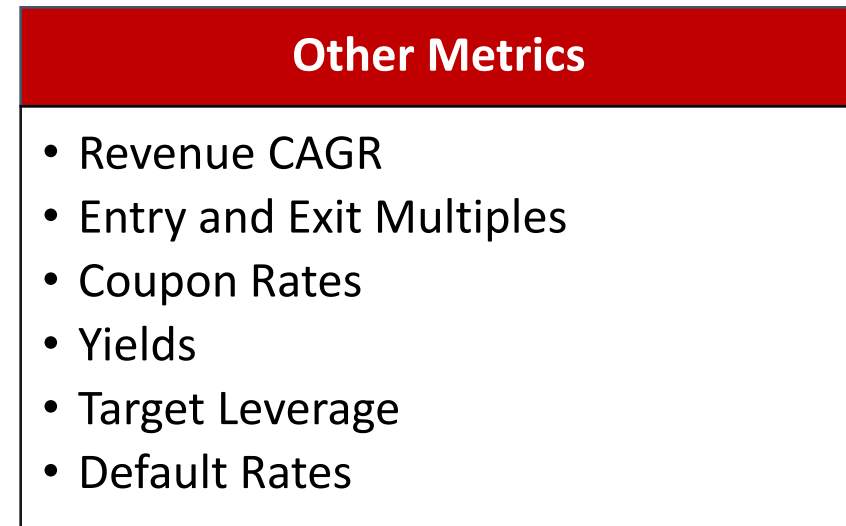 Other Metrics
• Revenue CAGR
• Entry and Exit Multiples
• Coupon Rates
• Yields
• Target Leverage
• Default Rates